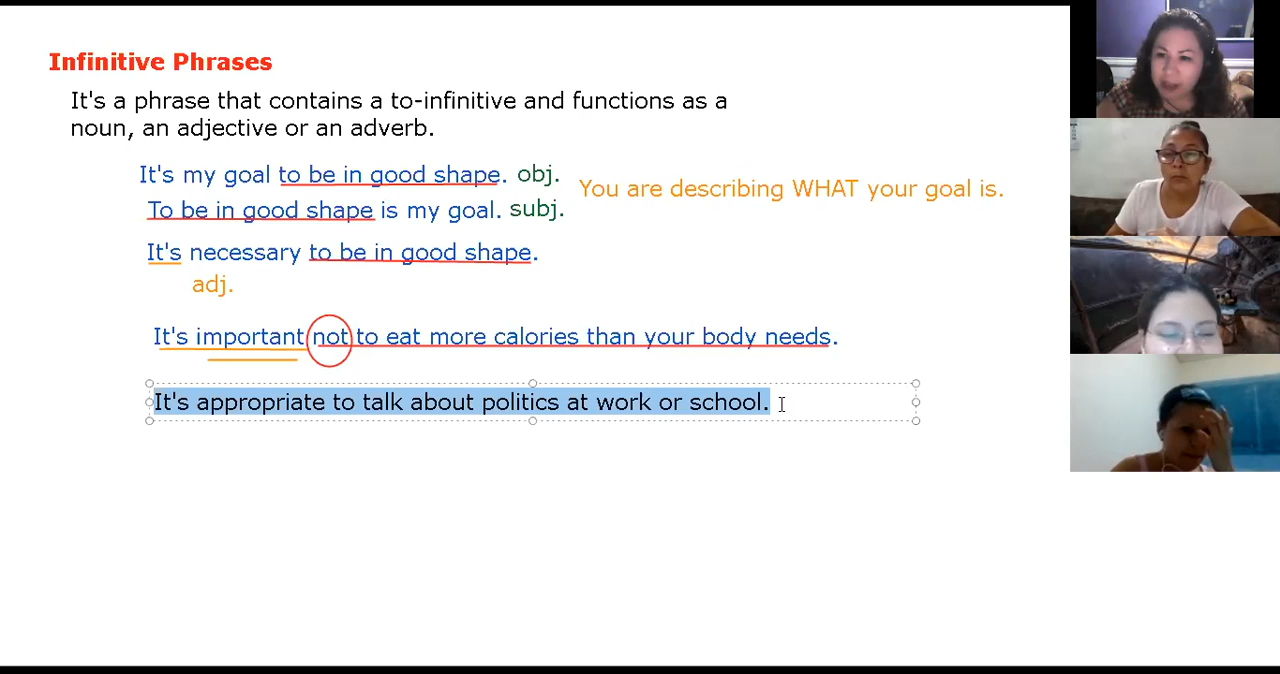 Infinitive Phrases
It's a phrase that contains a to-infinitive and functions as a
noun, an adjective or an adverb.
It's my goal to be in good shape. obj.
You are describing WHAT your goal is.
To be in good shape is my goal. subj.
It's necessary to be in good shape.
adj.
It's important not to eat more calories than your body needs.
It's appropriate to talk about politics at work or school.